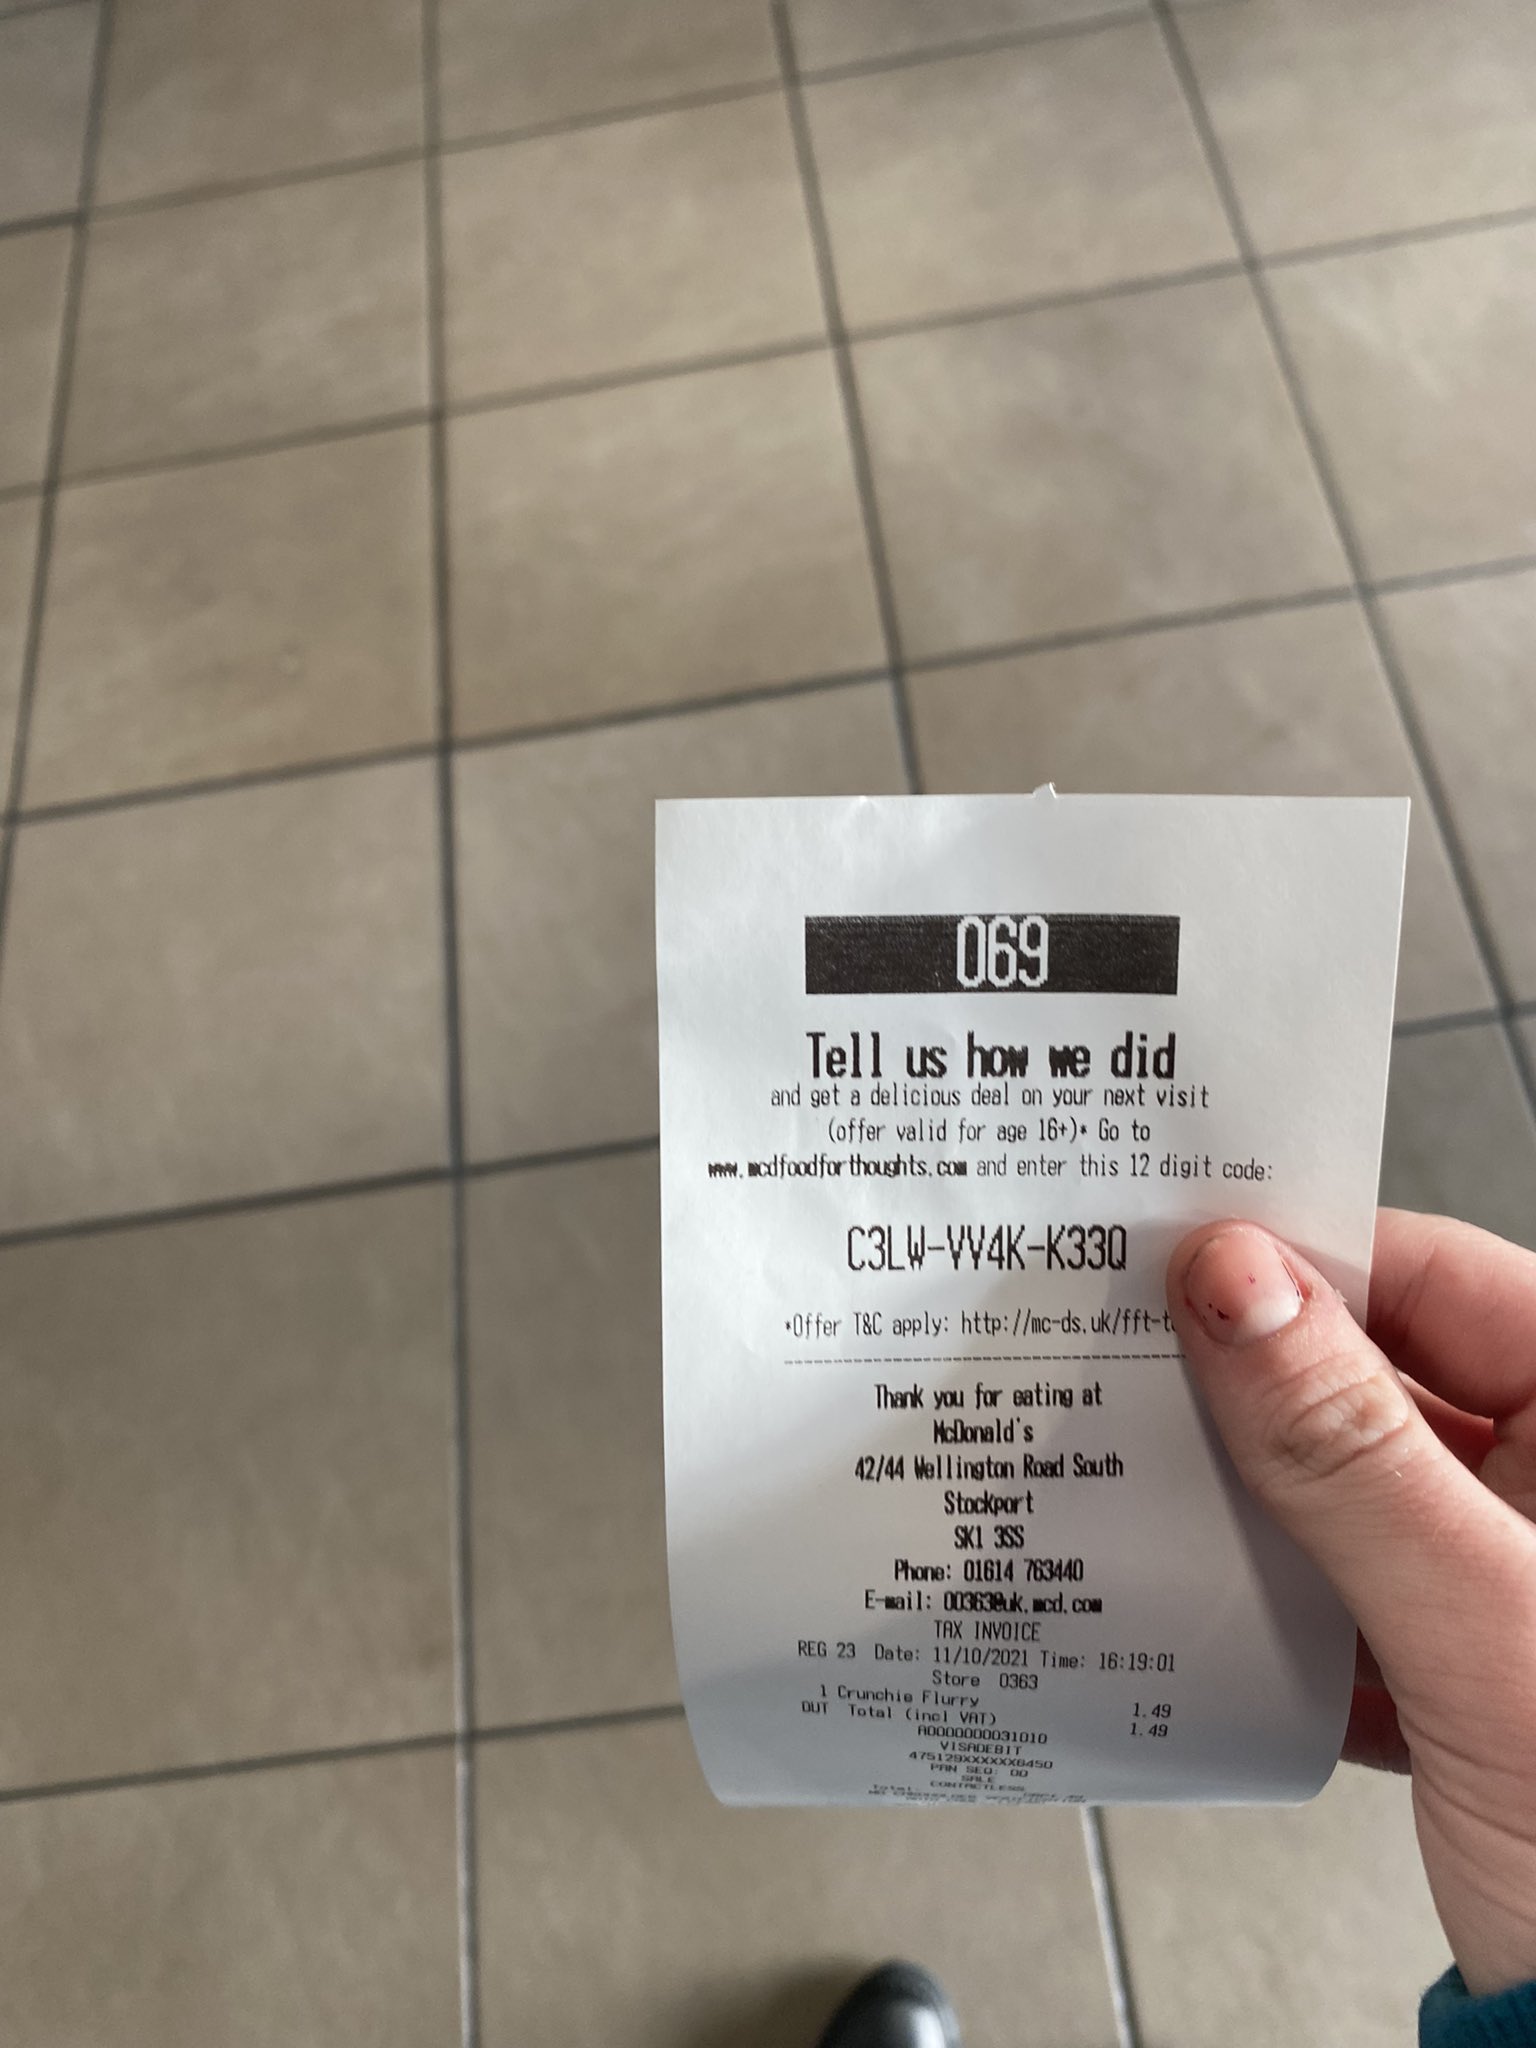 069
Tell us how we did
and get a delicious deal on your next visit
(offer valid for age 16+)* Go to
www.mcdfoodforthoughts.com and enter this 12 digit code:
C3LW-VV4K-K33Q
*Offer T&C apply: http://mc-ds.uk/fft-t
Thank you for eating at
McDonald's
42/44 Wellington Road South
Stockport
SK1 3SS
Phone: 01614 763440
E-mail: 00363@uk.mcd.com
TAX INVOICE
REG 23 Date: 11/10/2021 Time: 16:19:01
Store 0363
1 Crunchie Flurry 1.49
OUT Total (incl VAT) 1.49
A0000000031010
VISADEBIT
475129XXXXXX8450
PAN SEQ: 00
SALE
CONTACTLESS